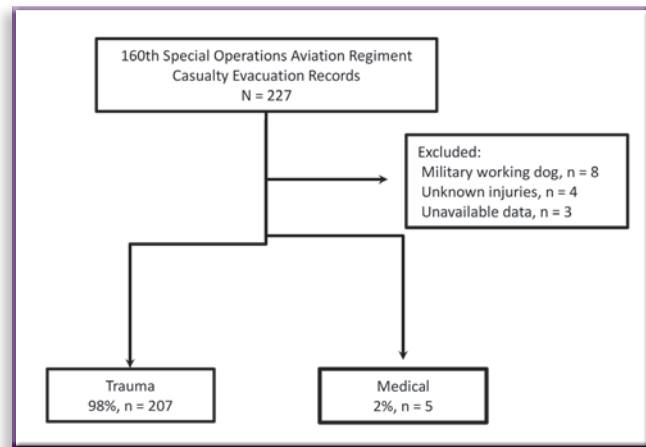 160th Special Operations Aviation Regiment
Casualty Evacuation Records
N = 227
Excluded:
Military working dog, n = 8
Unknown injuries, n = 4
Unavailable data, n = 3
Trauma
98%, n = 207
Medical
2%, n = 5